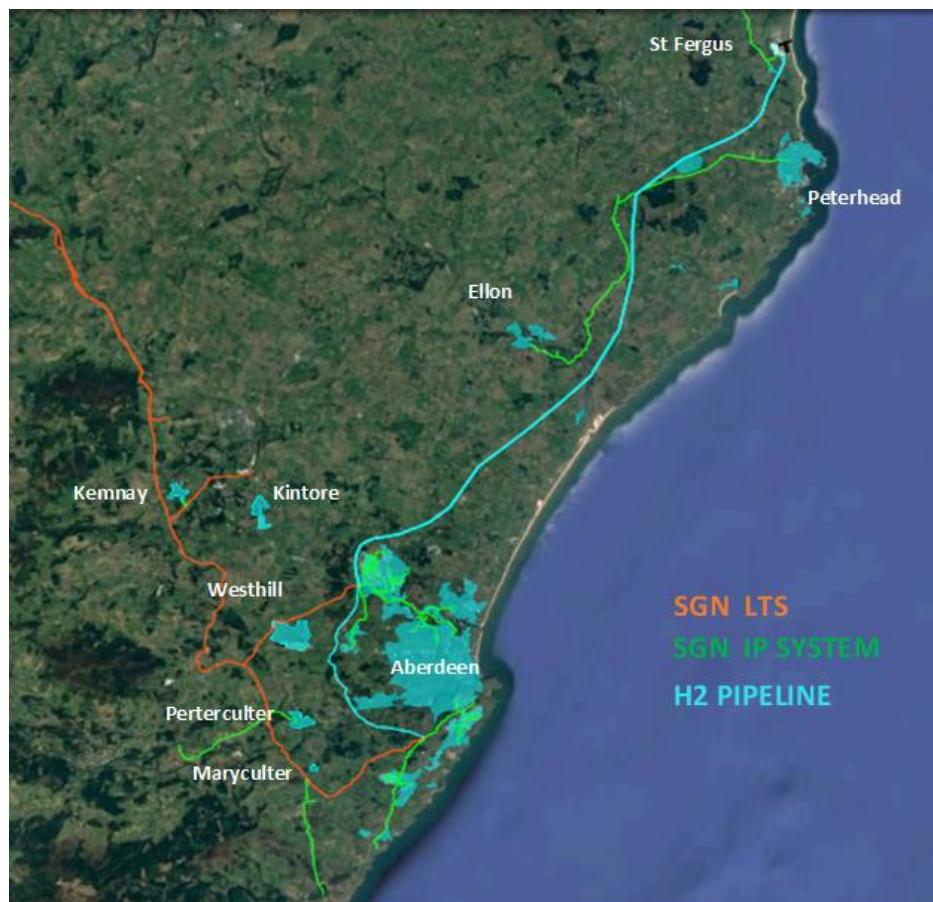 St Fergus
Peterhead
Ellon
Kemnay
Kintore
Westhill
Aberdeen
Perterculter
Maryculter
SGN LTS
SGN IP SYSTEM
H2 PIPELINE